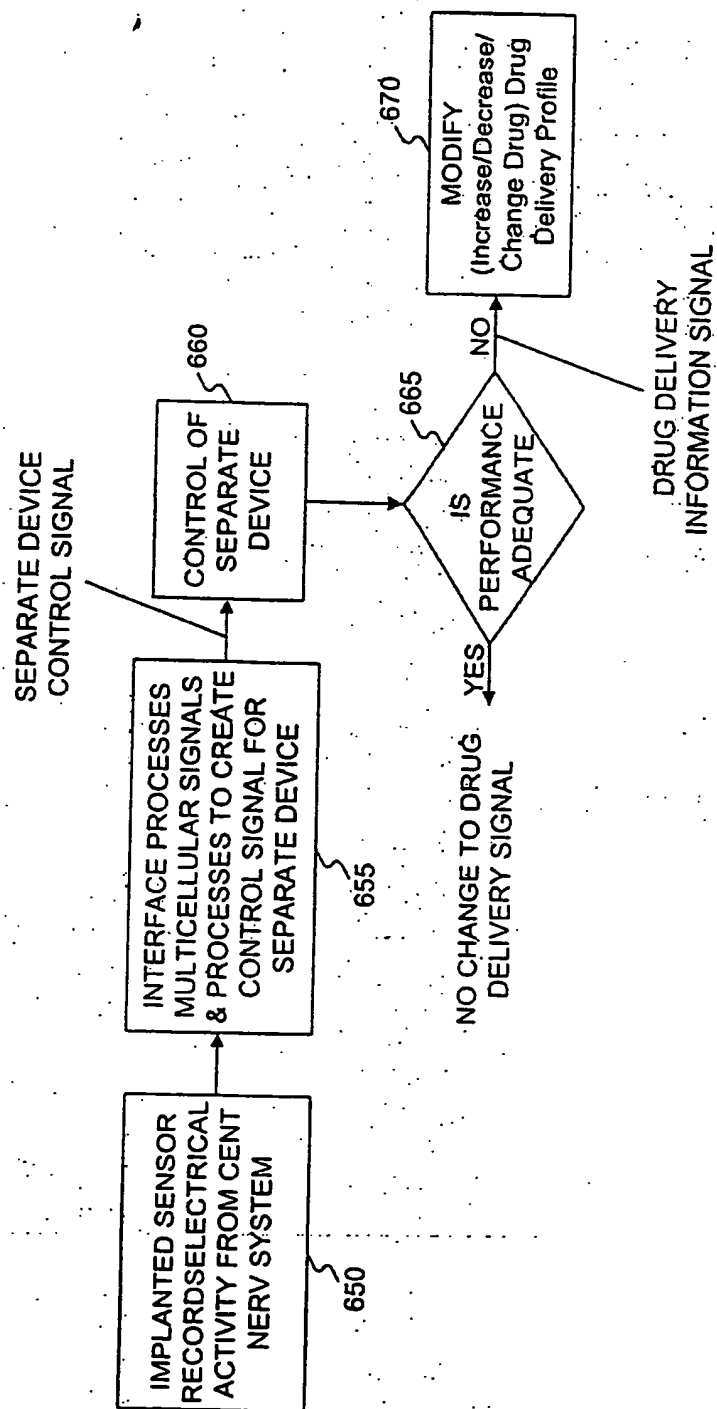 IMPLANTED SENSOR
RECORDSELECTRICAL
ACTIVITY FROM CENT
NERV SYSTEM
650
INTERFACE PROCESSES
MULTICELLULAR SIGNALS
& PROCESSES TO CREATE
CONTROL SIGNAL FOR
SEPARATE DEVICE
655
SEPARATE DEVICE
CONTROL SIGNAL
CONTROL OF
SEPARATE
DEVICE
660
IS
PERFORMANCE
ADEQUATE
665
YES
NO CHANGE TO DRUG
DELIVERY SIGNAL
NO
DRUG DELIVERY
INFORMATION SIGNAL
MODIFY
(Increase/Decrease/
Change Drug) Drug
Delivery Profile
670